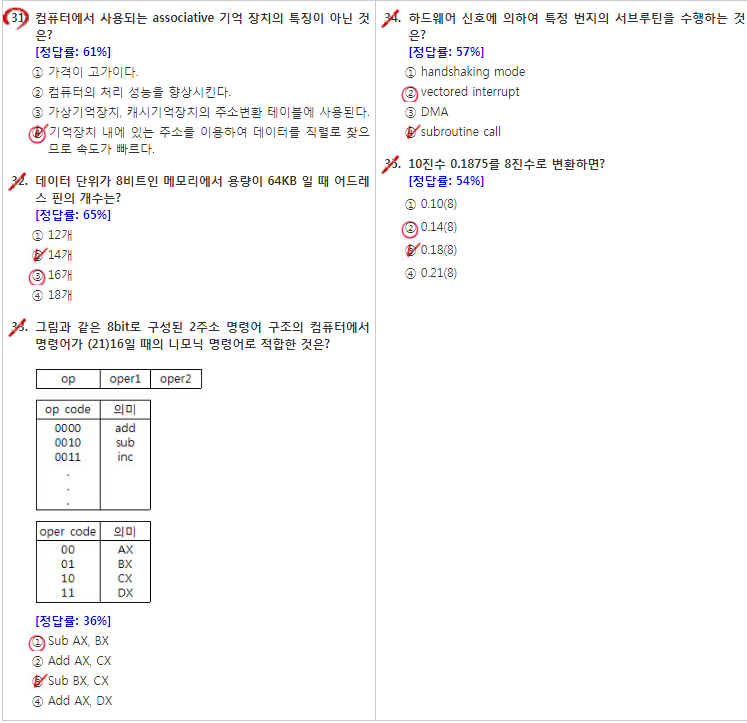 31. 컴퓨터에서 사용되는 associative 기억 장치의 특징이 아닌 것
은?
[정답률: 61%]
① 가격이 고가이다.
② 컴퓨터의 처리 성능을 향상시킨다.
③ 가상기억장치, 캐시기억장치의 주소변환 테이블에 사용된다.
④ 기억장치 내에 있는 주소를 이용하여 데이터를 직렬로 찾으
므로 속도가 빠르다.
32. 데이터 단위가 8비트인 메모리에서 용량이 64KB 일 때 어드레
스 핀의 개수는?
[정답률: 65%]
① 12개
② 14개
③ 16개
④ 18개
33. 그림과 같은 8bit로 구성된 2주소 명령어 구조의 컴퓨터에서
명령어가 (21)16일 때의 니모닉 명령어로 적합한 것은?
op oper1 oper2
op code 의미
0000 add
0010 sub
0011 inc
.
.
.
oper code 의미
00 AX
01 BX
10 CX
11 DX
[정답률: 36%]
① Sub AX, BX
② Add AX, CX
③ Sub BX, CX
④ Add AX, DX
34. 하드웨어 신호에 의하여 특정 번지의 서브루틴을 수행하는 것
은?
[정답률: 57%]
① handshaking mode
② vectored interrupt
③ DMA
④ subroutine call
35. 10진수 0.1875를 8진수로 변환하면?
[정답률: 54%]
① 0.10(8)
② 0.14(8)
③ 0.18(8)
④ 0.21(8)